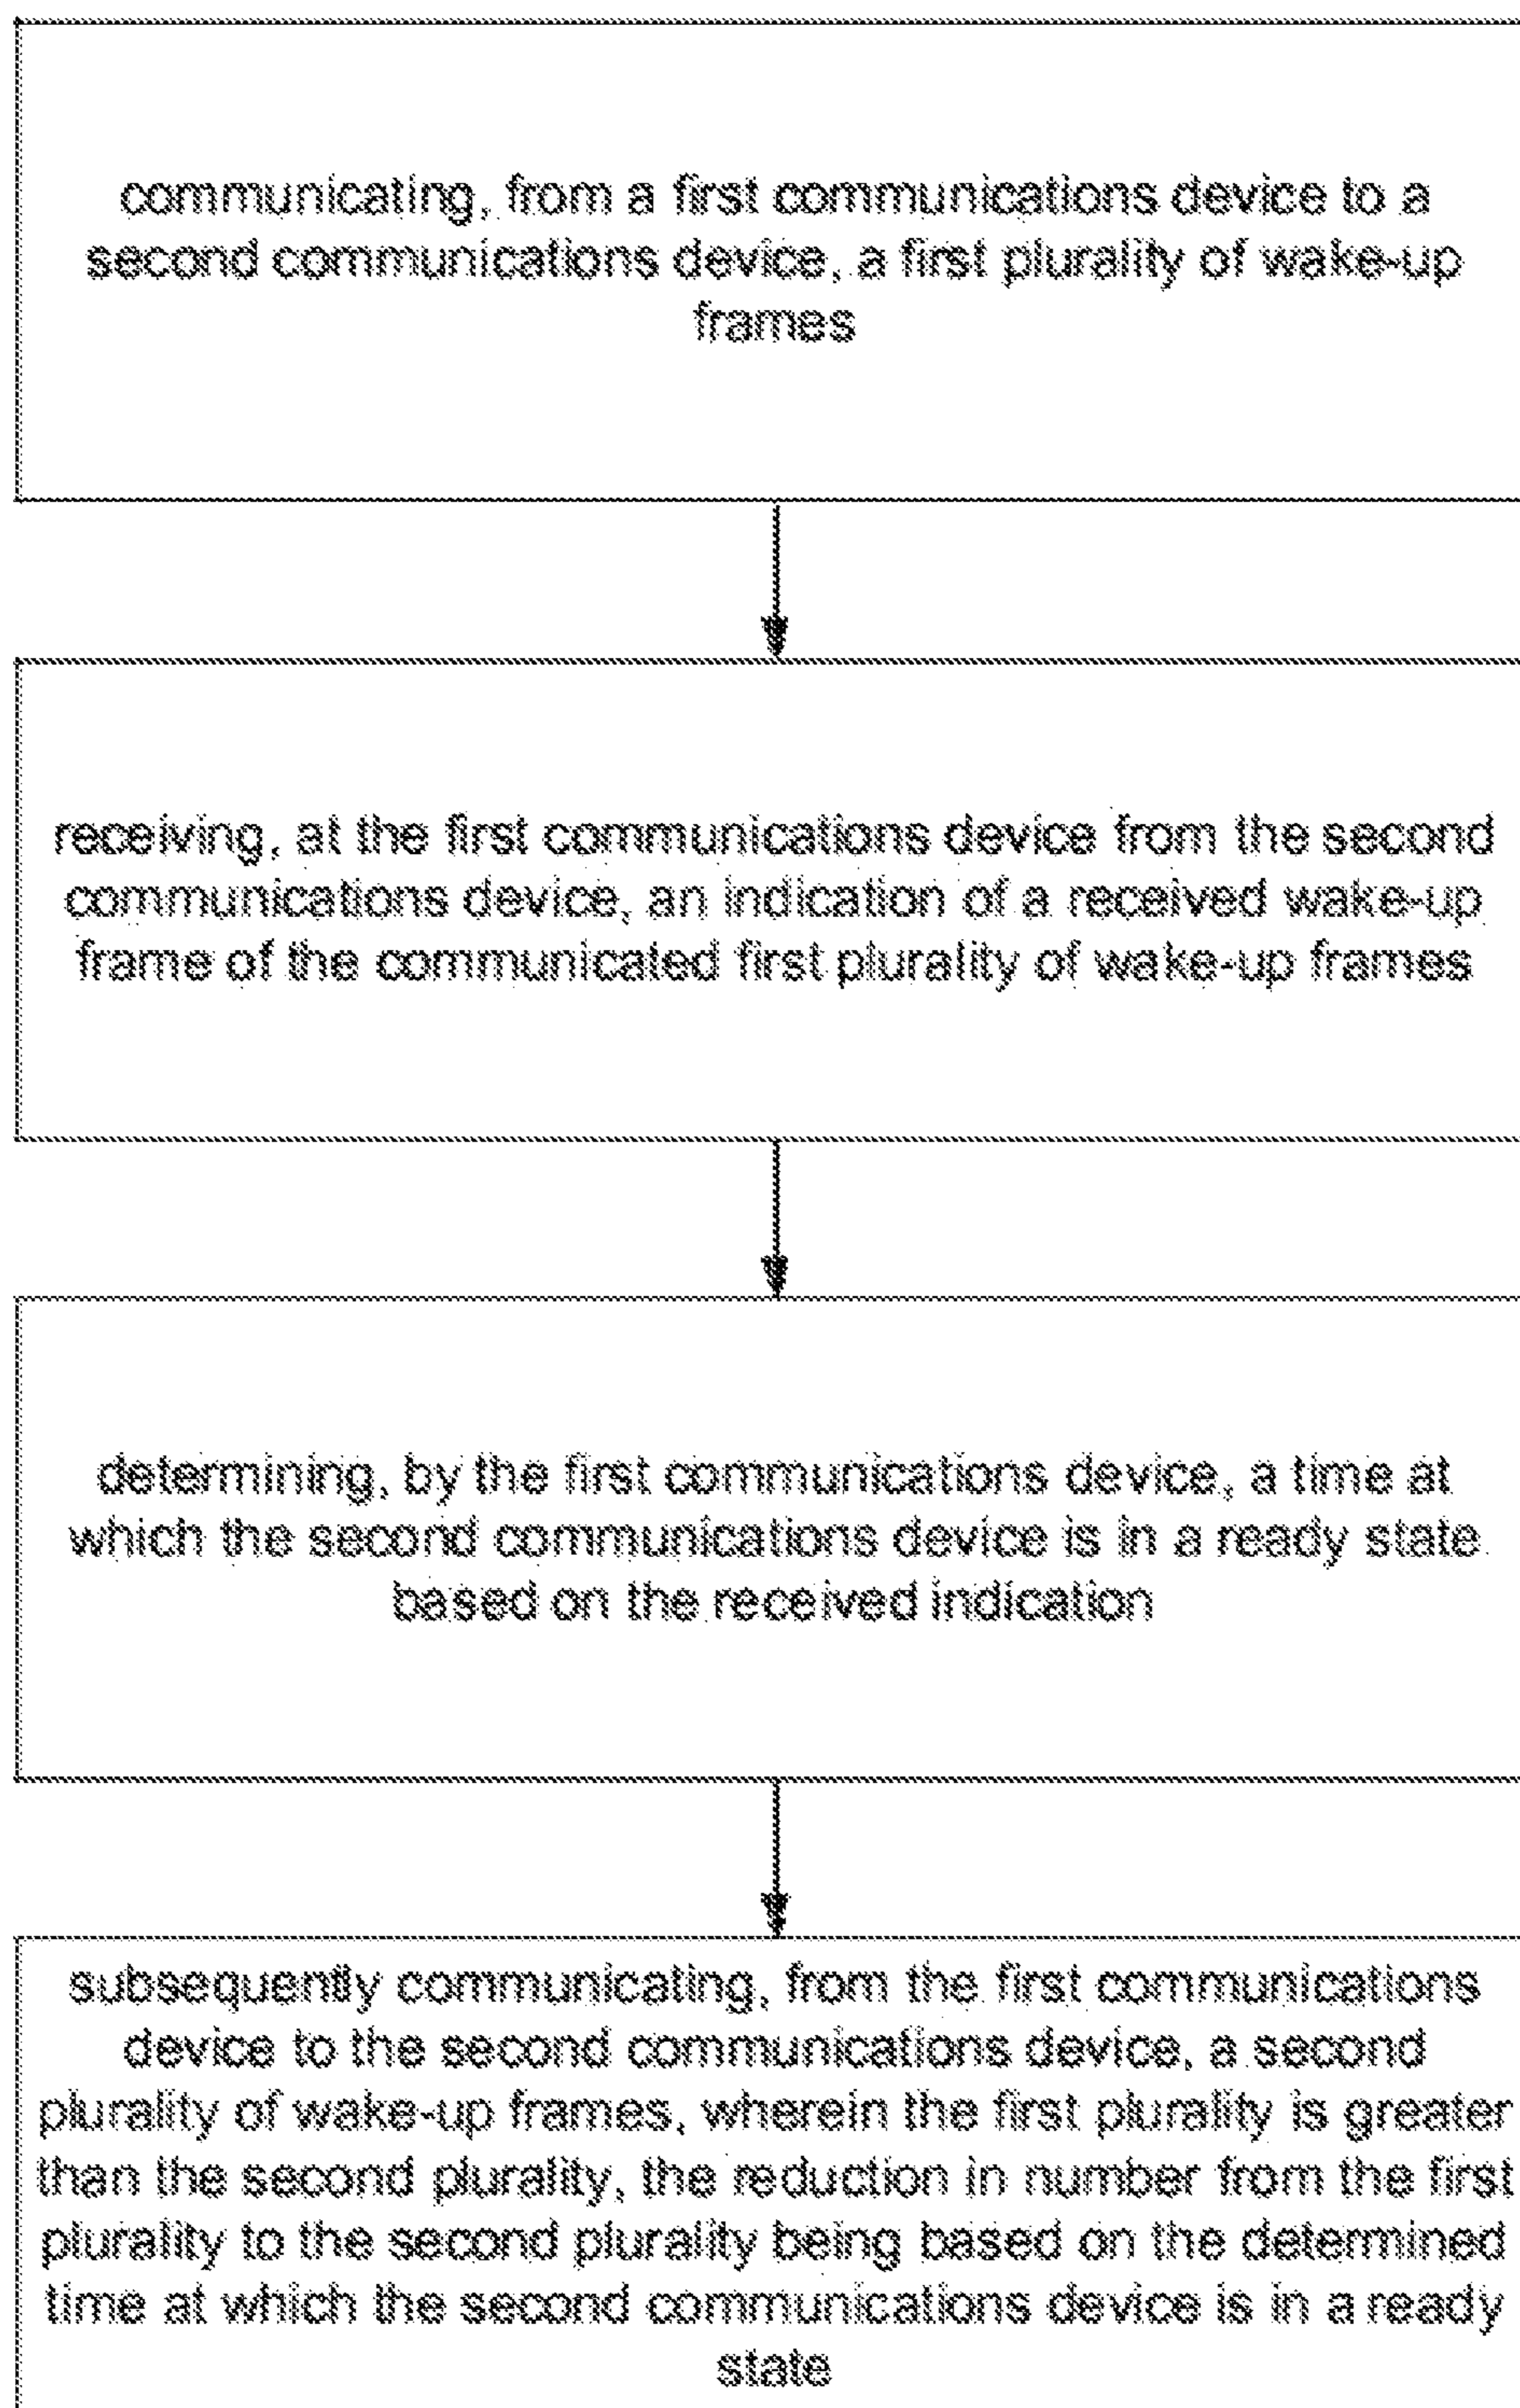 communicating, from a first communications device to a
second communications device, a first plurality of wake-up
frames
receiving, at the first communications device from the second
communications device, an indication of a received wake-up
frame of the communicated first plurality of wake-up frames
determining, by the first communications device, a time at
which the second communications device is in a ready state
based on the received indication
subsequently communicating, from the first communications
device to the second communications device, a second
plurality of wake-up frames, wherein the first plurality is greater
than the second plurality, the reduction in number from the first
plurality to the second plurality being based on the determined
time at which the second communications device is in a ready
state